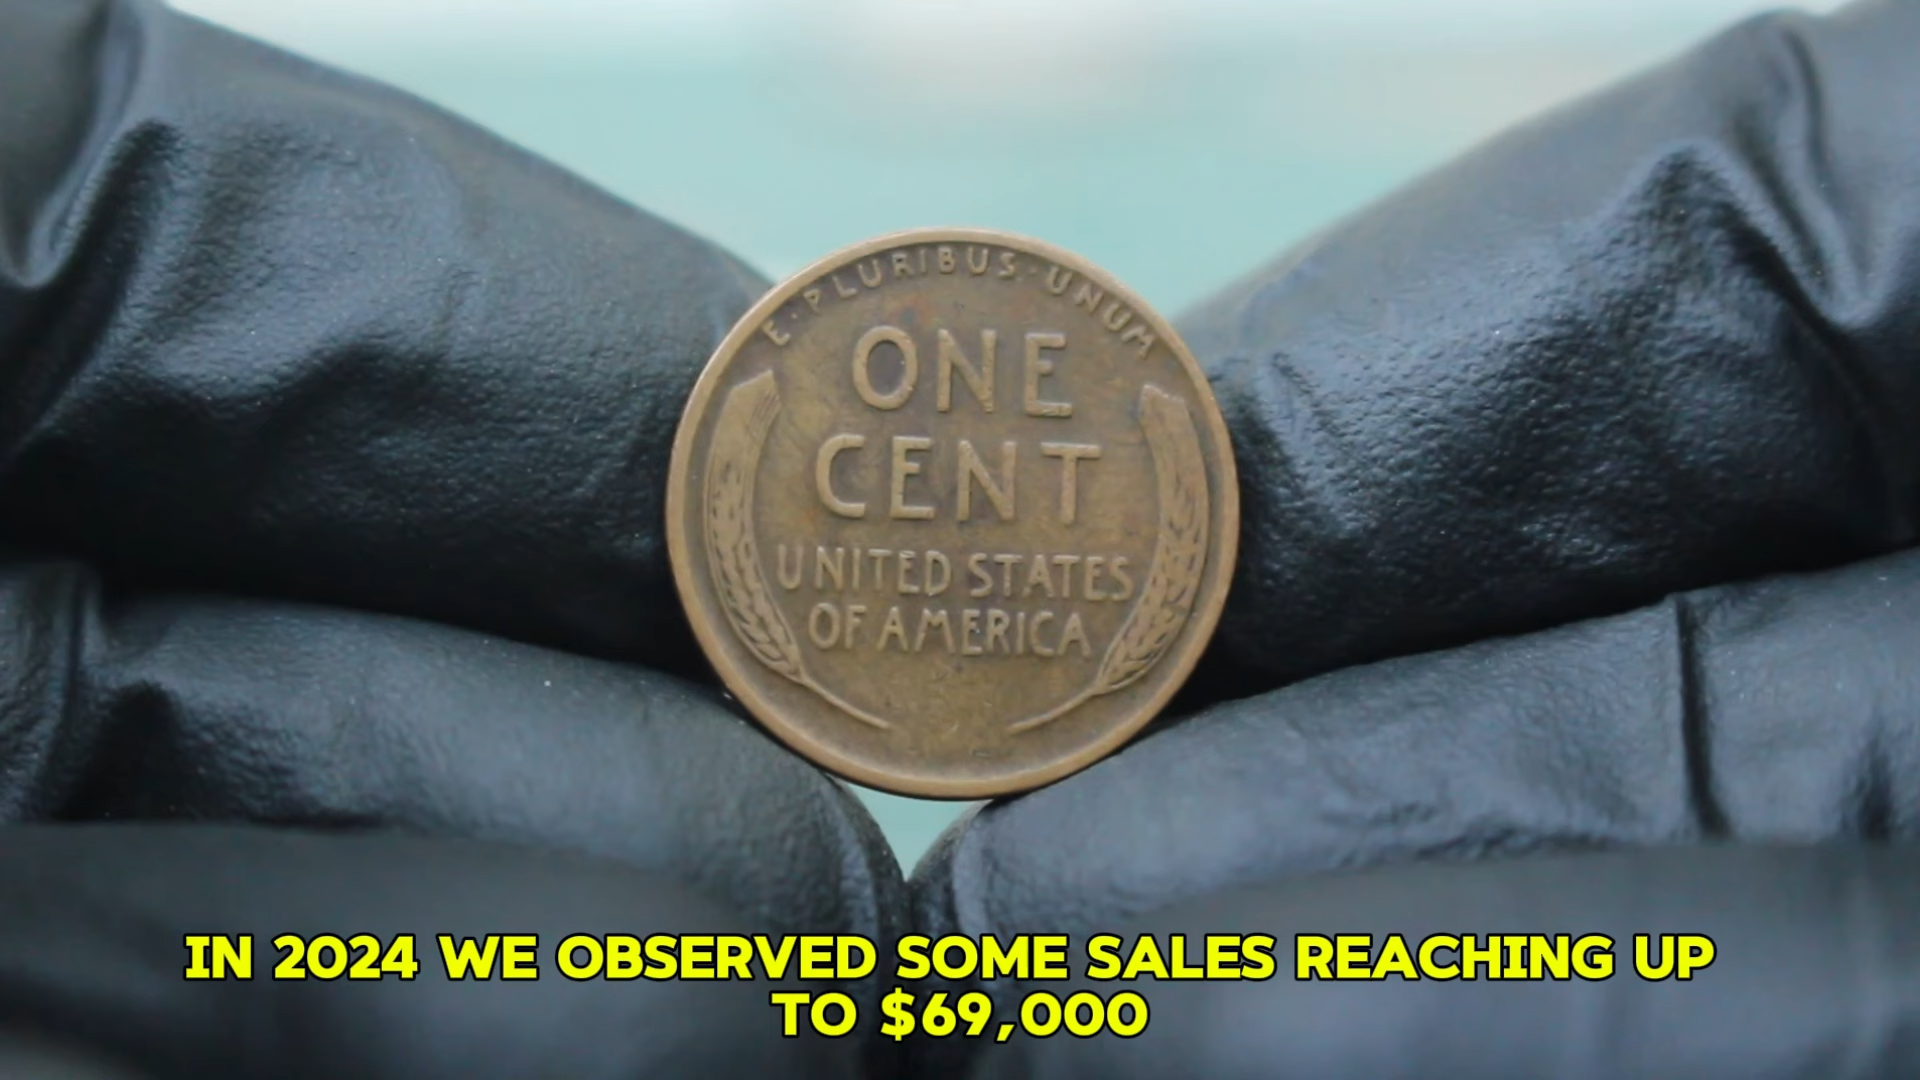 E·PLURIBUS·UNUM
ONE
CENT
UNITED STATES
OF AMERICA
IN 2024 WE OBSERVED SOME SALES REACHING UP
TO $69,000